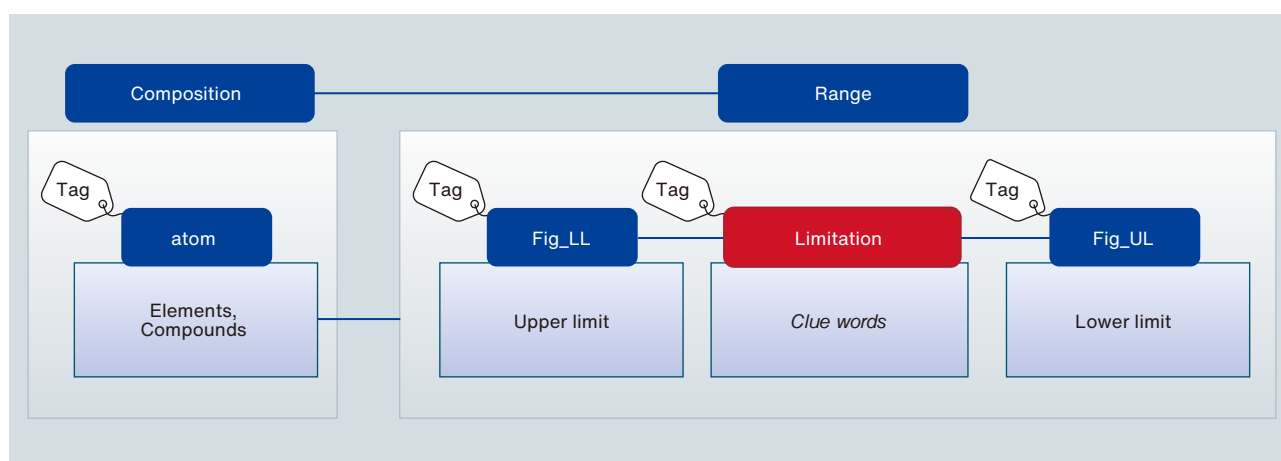 Composition
Range
Tag
Tag
Tag
Tag
atom
Fig_LL
Limitation
Fig_UL
Elements,
Compounds
Upper limit
Clue words
Lower limit